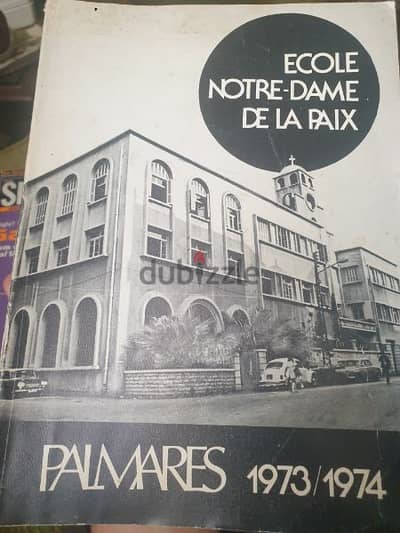 ECOLE
NOTRE-DAME
DE LA PAIX
dubizzle
PALMARES 1973/1974